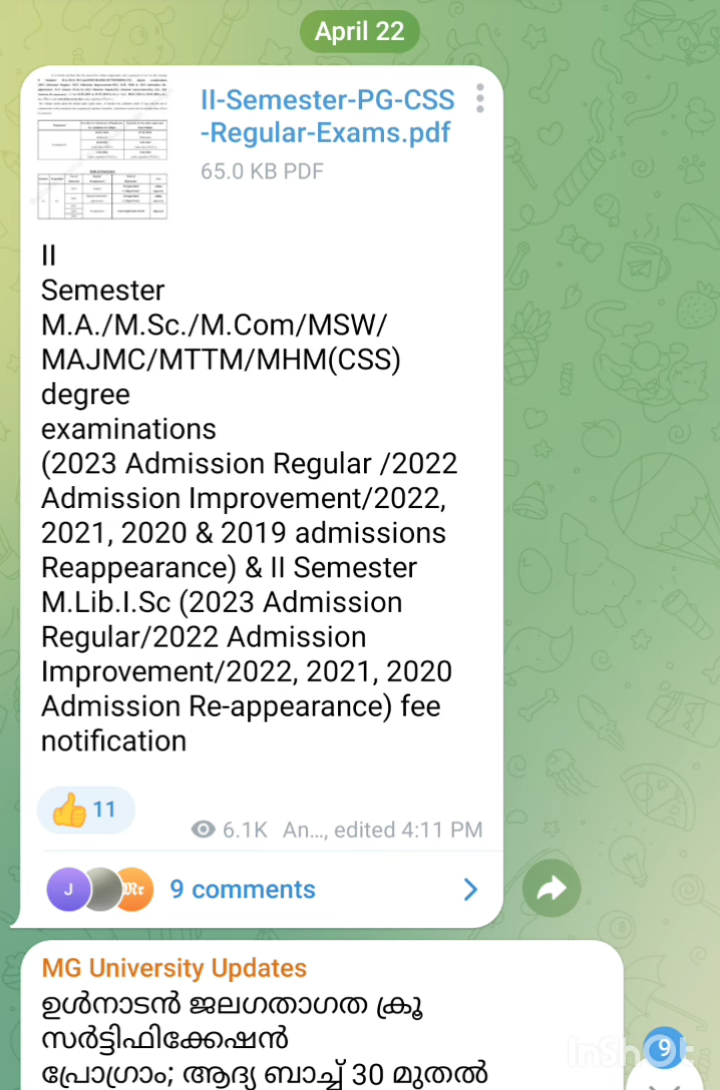 April 22
II-Semester-PG-CSS
-Regular-Exams.pdf
65.0 KB PDF
II
Semester
M.A./M.Sc./M.Com/MSW/
MAJMC/MTTM/MHM(CSS)
degree
examinations
(2023 Admission Regular /2022
Admission Improvement/2022,
2021, 2020 & 2019 admissions
Reappearance) & II Semester
M.Lib.I.Sc (2023 Admission
Regular/2022 Admission
Improvement/2022, 2021, 2020
Admission Re-appearance) fee
notification
👍 11
6.1K An..., edited 4:11 PM
J
9 comments
MG University Updates
ഉൾനാടൻ ജലഗതാഗത ക്രൂ
സർട്ടിഫിക്കേഷൻ
പ്രോഗ്രാം; ആദ്യ ബാച്ച് 30 മുതൽ
9
InShOt